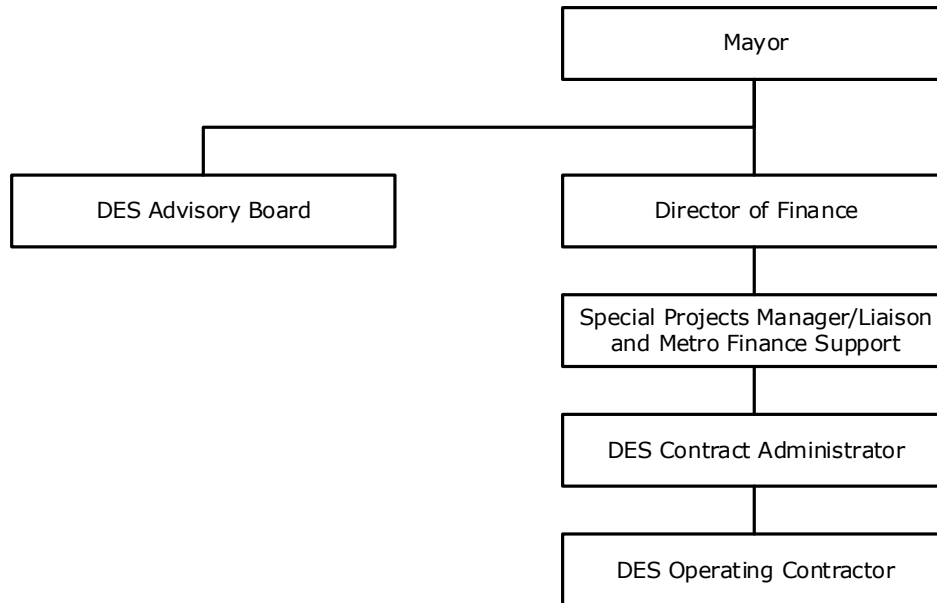 Mayor
DES Advisory Board
Director of Finance
Special Projects Manager/Liaison
and Metro Finance Support
DES Contract Administrator
DES Operating Contractor